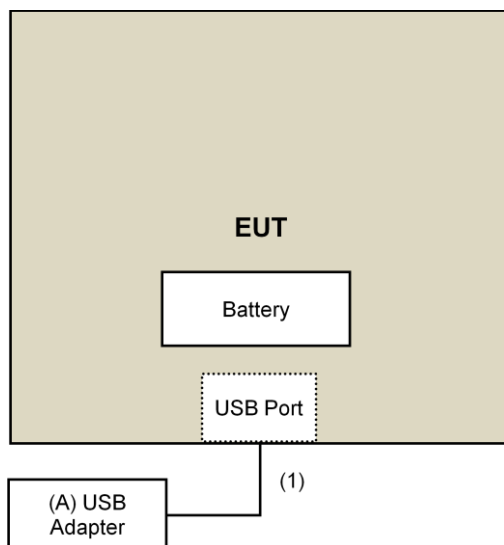 EUT
Battery
USB Port
(1)
(A) USB
Adapter